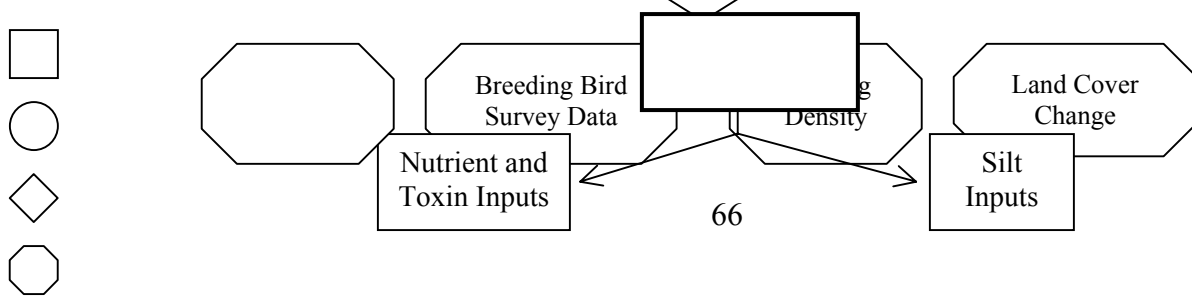 Breeding Bird
Survey Data
Density
Land Cover
Change
Nutrient and
Toxin Inputs
Silt
Inputs
66